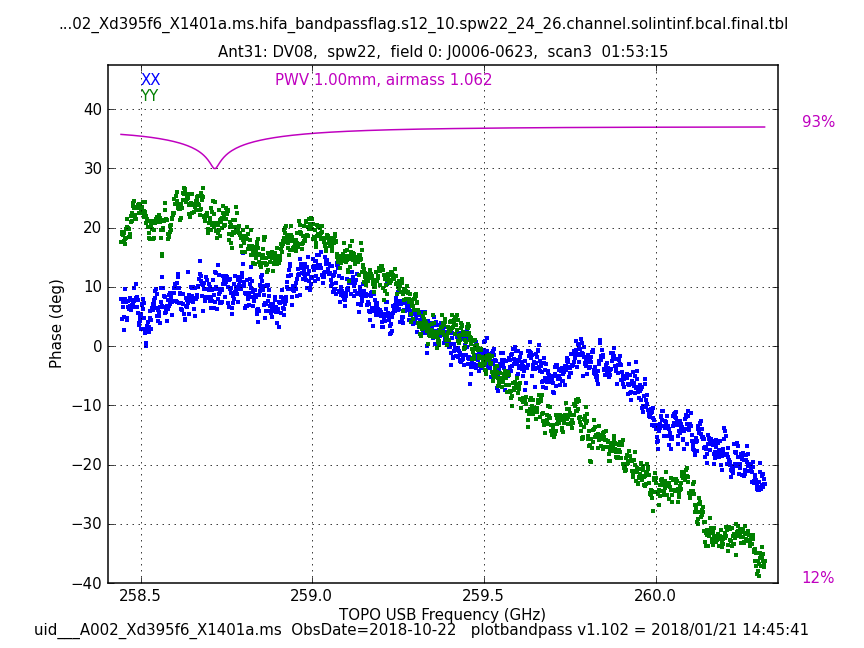 ...02_Xd395f6_X1401a.ms.hifa_bandpassflag.s12_10.spw22_24_26.channel.solintinf.bcal.final.tbl
Ant31: DV08, spw22, field 0: J0006-0623, scan3 01:53:15
XX PWV 1.00mm, airmass 1.062
YY
93%
12%
Phase (deg)
40
30
20
10
0
−10
−20
−30
−40
258.5 259.0 259.5 260.0
TOPO USB Frequency (GHz)
uid___A002_Xd395f6_X1401a.ms ObsDate=2018-10-22 plotbandpass v1.102 = 2018/01/21 14:45:41